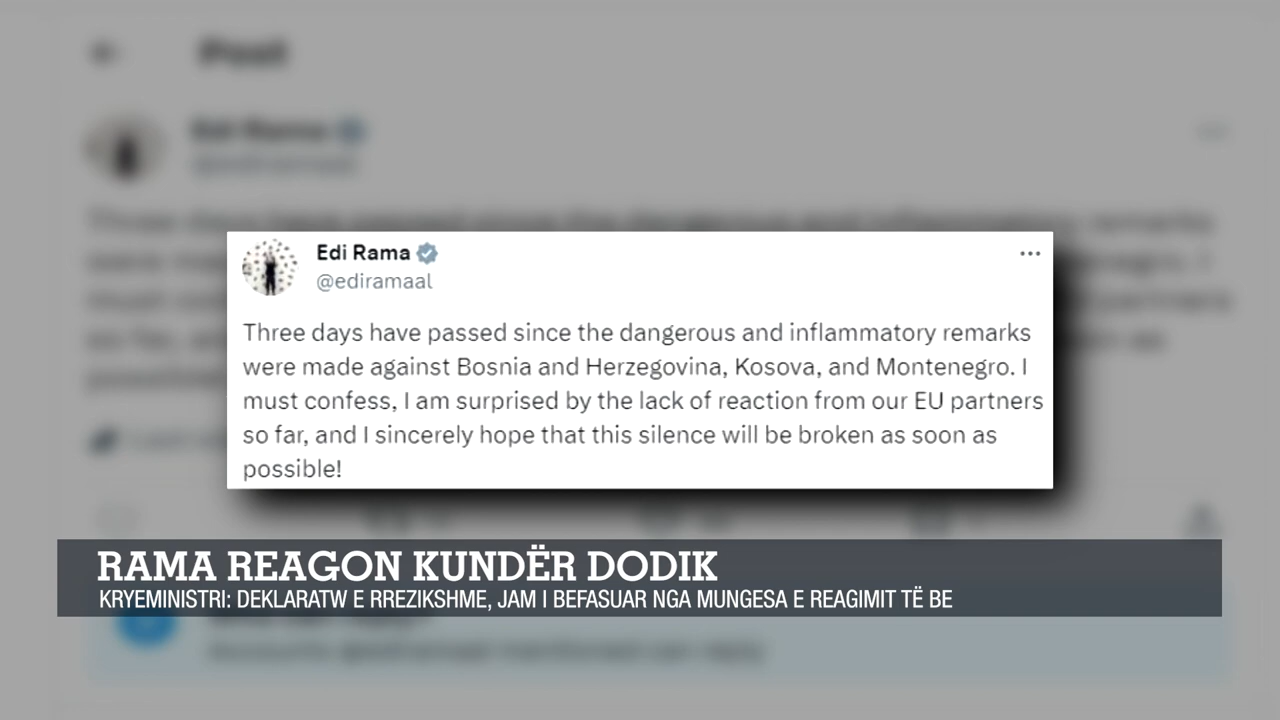 Post
Edi Rama
@ediramaal
Three days have passed since the dangerous and inflammatory remarks
were made against Bosnia and Herzegovina, Kosova, and Montenegro. I
must confess, I am surprised by the lack of reaction from our EU partners
so far, and I sincerely hope that this silence will be broken as soon as
possible!
RAMA REAGON KUNDËR DODIK
KRYEMINISTRI: DEKLARATW E RREZIKSHME, JAM I BEFASUAR NGA MUNGESA E REAGIMIT TË BE